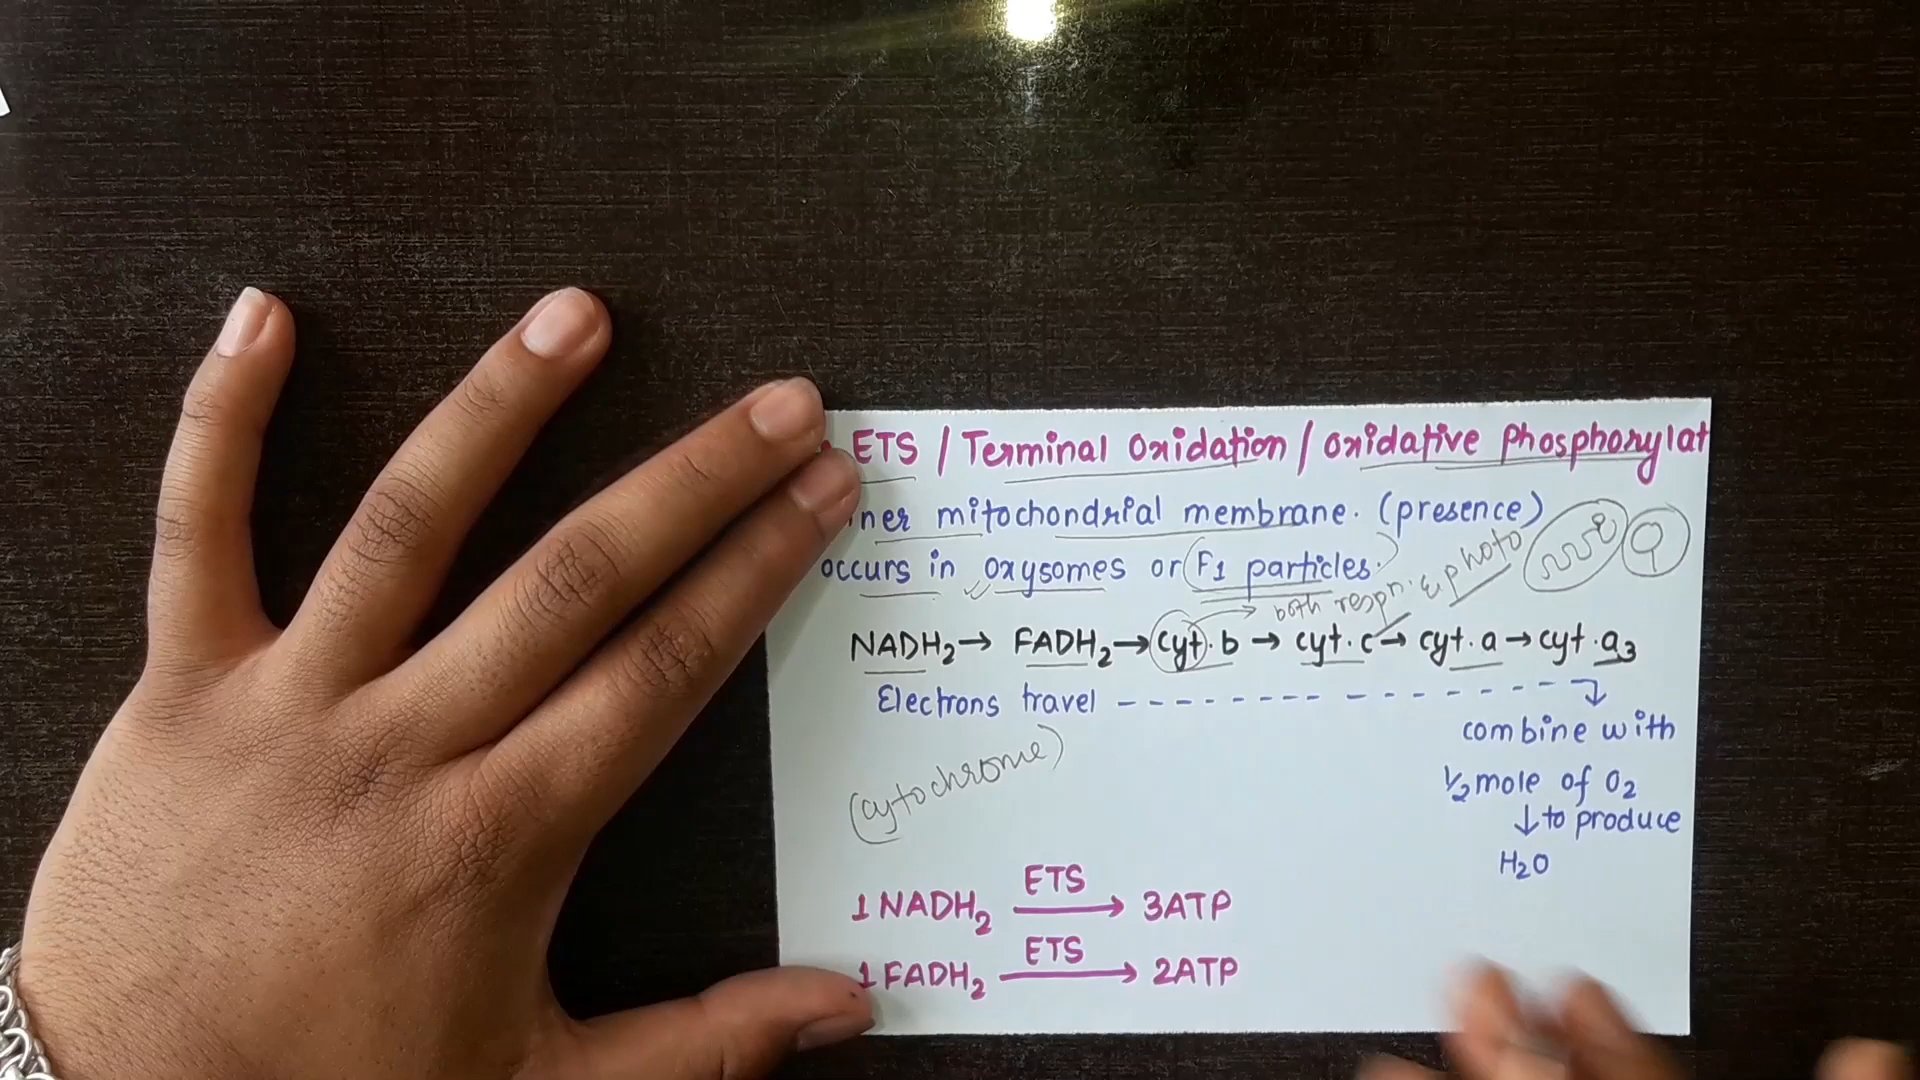 ETS / Terminal Oxidation / Oxidative Phosphorylat
ner mitochondrial membrane. (presence)
occurs in oxysomes or F1 particles.
both respn. & photo
NADH2 → FADH2 → Cyt. b → cyt. c → cyt. a → cyt. a3
Electrons travel
combine with
(cytochrome)
1/2 mole of O2
↓ to produce
H2O
ETS
1 NADH2 → 3ATP
ETS
1 FADH2 → 2ATP